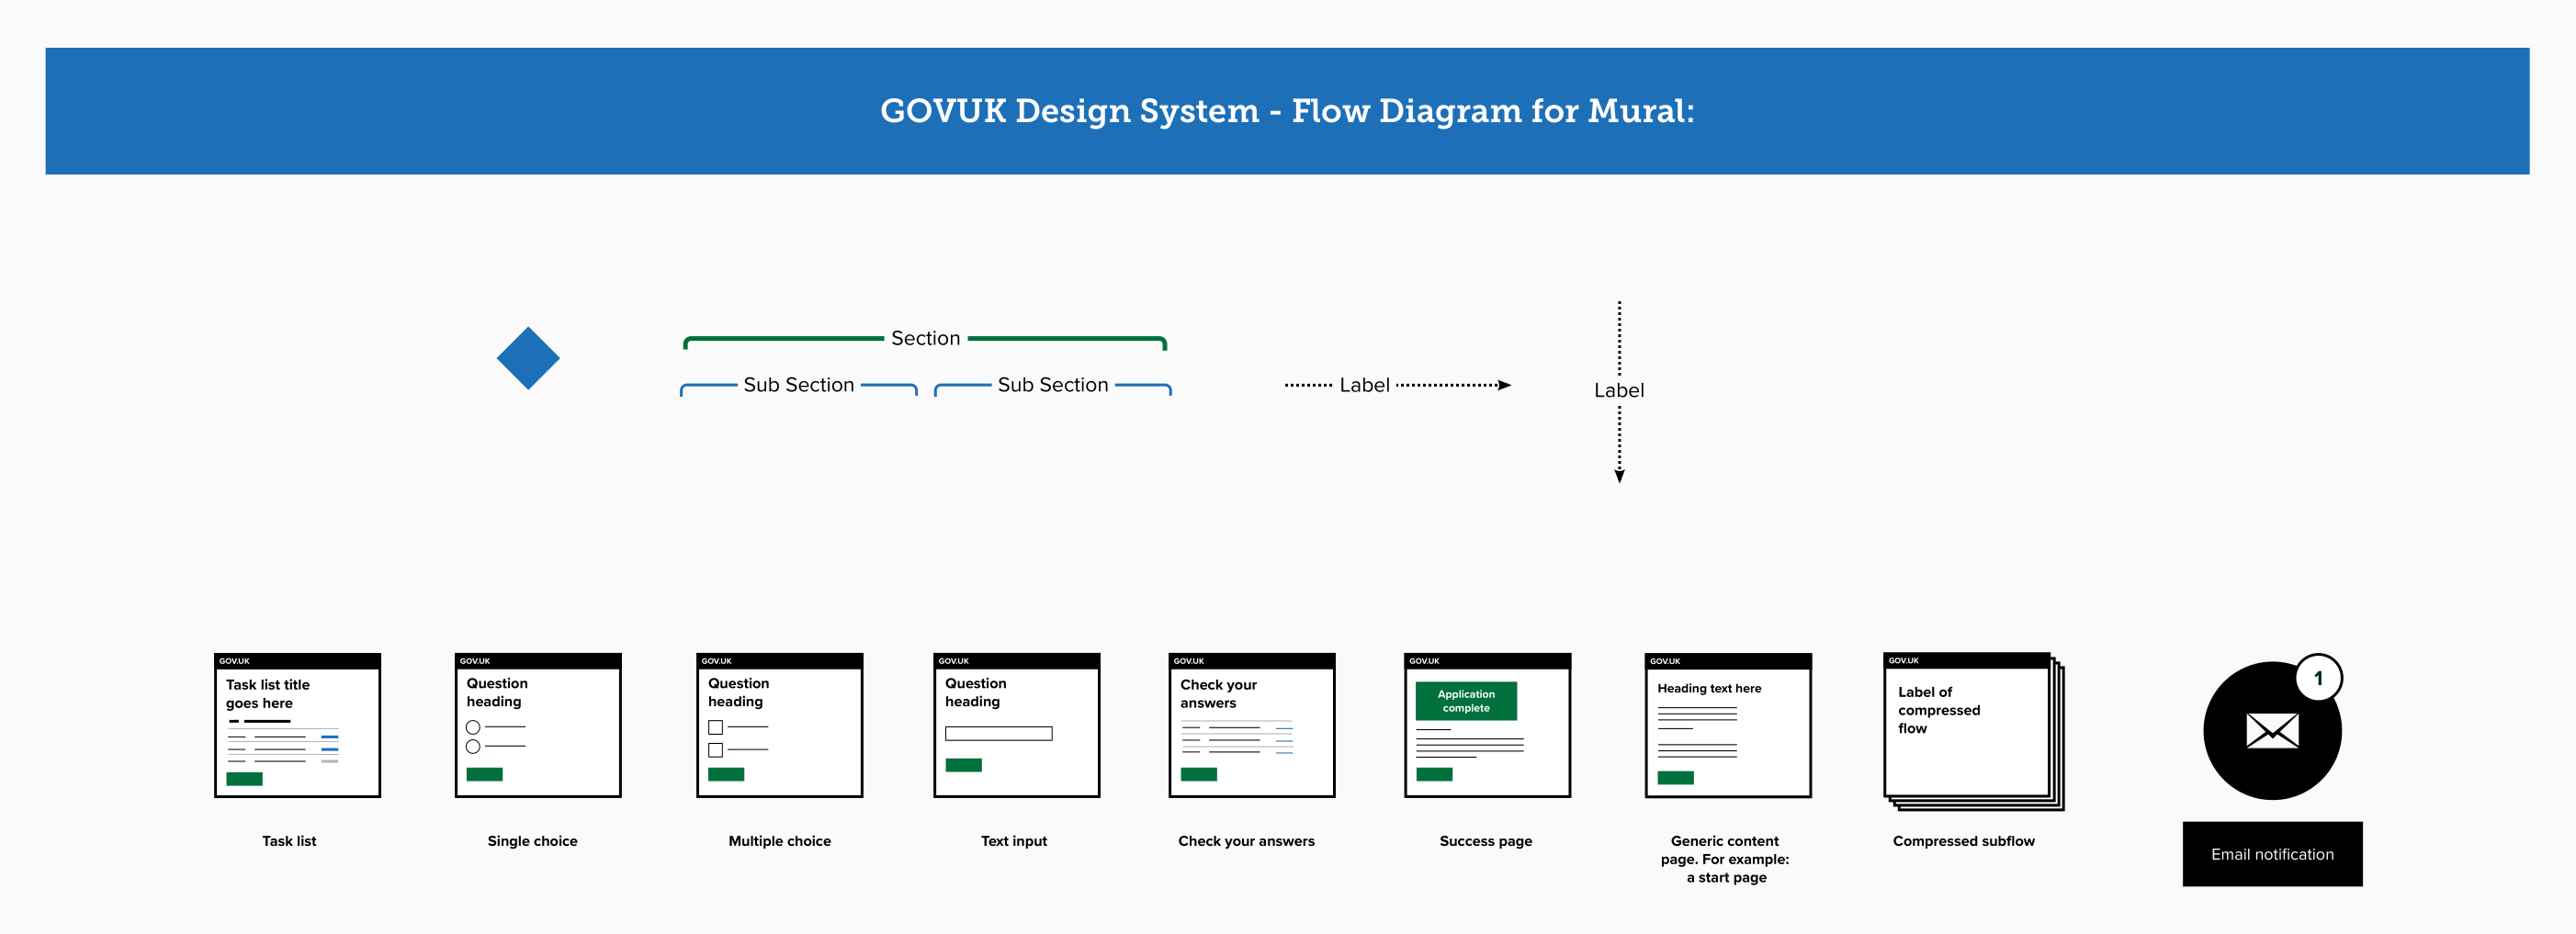 GOVUK Design System - Flow Diagram for Mural:
Section
Sub Section
Sub Section
Label
Label
GOV.UK
Task list title
goes here
Task list
GOV.UK
Question
heading
Single choice
GOV.UK
Question
heading
Multiple choice
GOV.UK
Question
heading
Text input
GOV.UK
Check your
answers
Check your answers
GOV.UK
Application
complete
Success page
GOV.UK
Heading text here
Generic content
page. For example:
a start page
GOV.UK
Label of
compressed
flow
Compressed subflow
1
Email notification